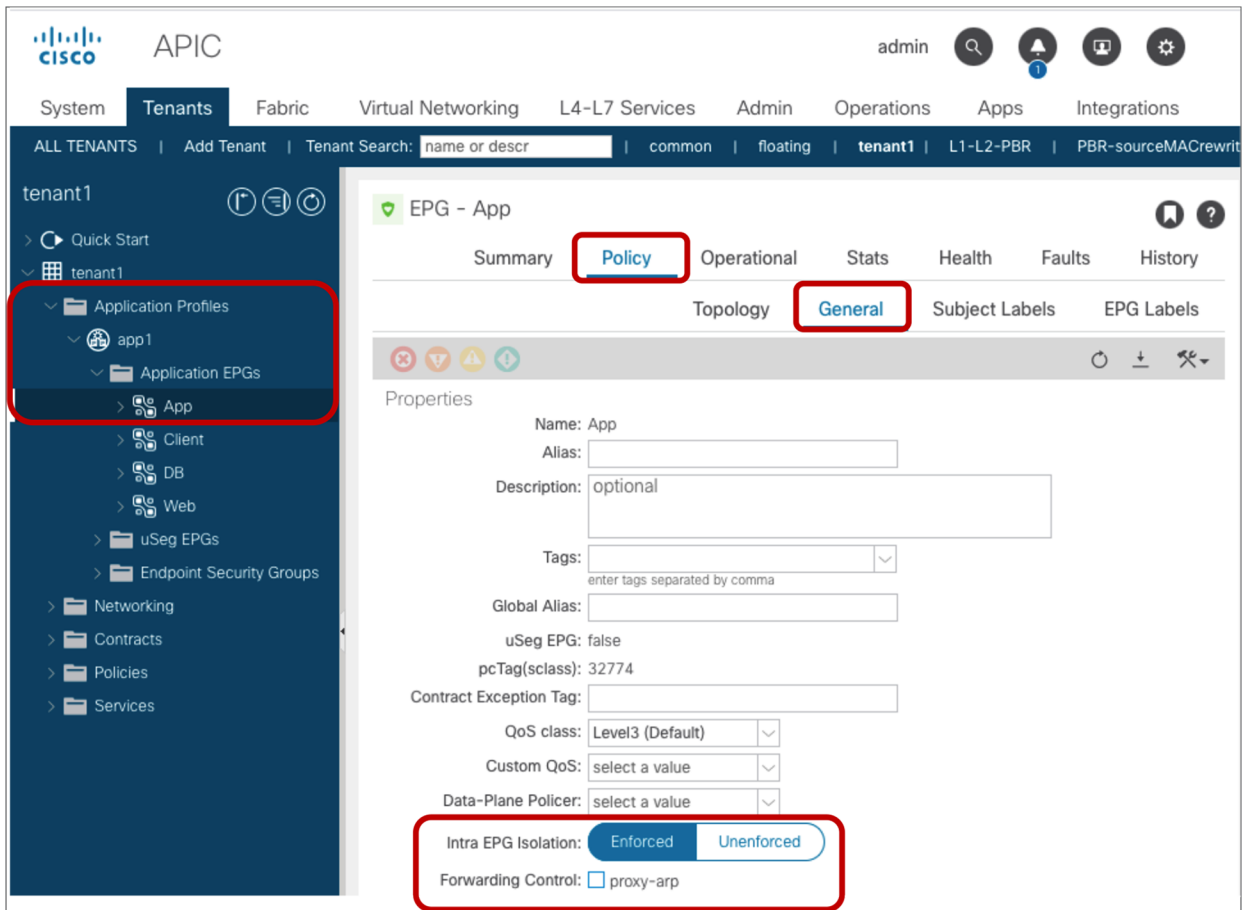 cisco APIC admin
1
System Tenants Fabric Virtual Networking L4-L7 Services Admin Operations Apps Integrations
ALL TENANTS | Add Tenant | Tenant Search: name or descr | common | floating | tenant1 | L1-L2-PBR | PBR-sourceMACrewrit
tenant1
Quick Start
tenant1
Application Profiles
app1
Application EPGs
App
Client
DB
Web
uSeg EPGs
Endpoint Security Groups
Networking
Contracts
Policies
Services
EPG - App
Summary Policy Operational Stats Health Faults History
Topology General Subject Labels EPG Labels
Properties
Name: App
Alias:
Description: optional
Tags:
enter tags separated by comma
Global Alias:
uSeg EPG: false
pcTag(sclass): 32774
Contract Exception Tag:
QoS class: Level3 (Default)
Custom QoS: select a value
Data-Plane Policer: select a value
Intra EPG Isolation: Enforced Unenforced
Forwarding Control: proxy-arp